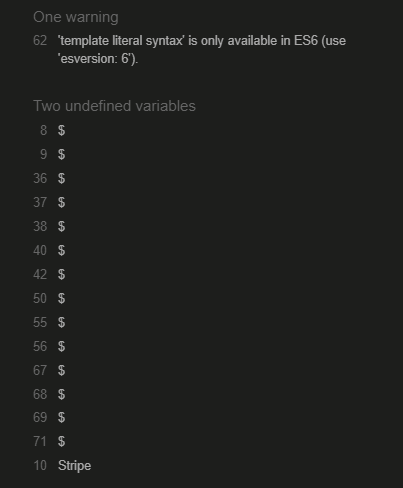 One warning
62 'template literal syntax' is only available in ES6 (use
'esversion: 6').
Two undefined variables
8 $
9 $
36 $
37 $
38 $
40 $
42 $
50 $
55 $
56 $
67 $
68 $
69 $
71 $
10 Stripe